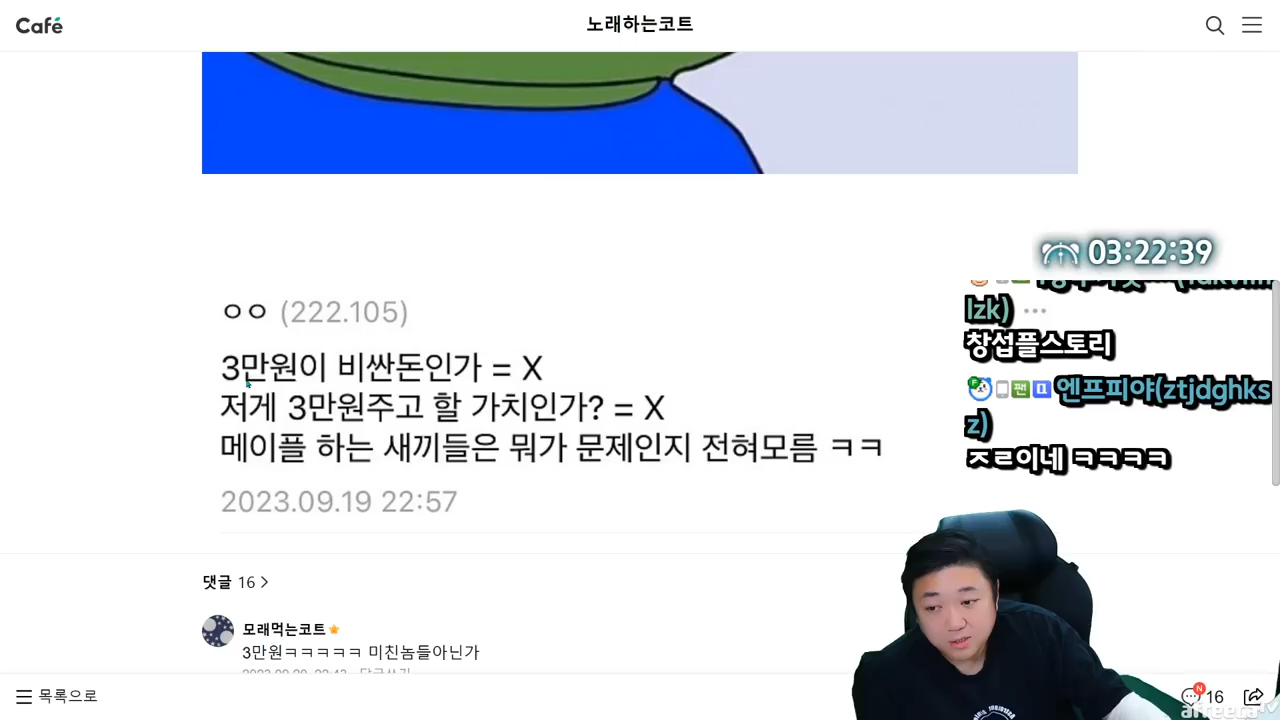 Café
노래하는코트
03:22:39
lzk) •••
창섭플스토리
팬 엔프피야(ztjdghks
z)
ㅈㄹ이네 ㅋㅋㅋㅋ
ㅇㅇ (222.105)
3만원이 비싼돈인가 = X
저게 3만원주고 할 가치인가? = X
메이플 하는 새끼들은 뭐가 문제인지 전혀모름 ㅋㅋ
2023.09.19 22:57
댓글 16 >
모래먹는코트
3만원ㅋㅋㅋㅋㅋ 미친놈들아닌가
목록으로
N
16
afreecaTV